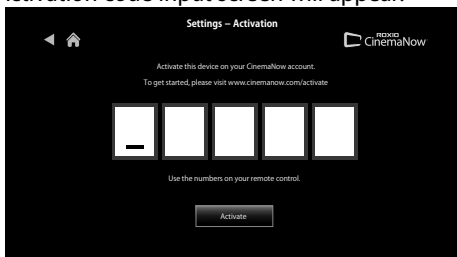 Settings – Activation
ROXIO
CinemaNow
Activate this device on your CinemaNow account.
To get started, please visit www.cinemanow.com/activate
Use the numbers on your remote control.
Activate